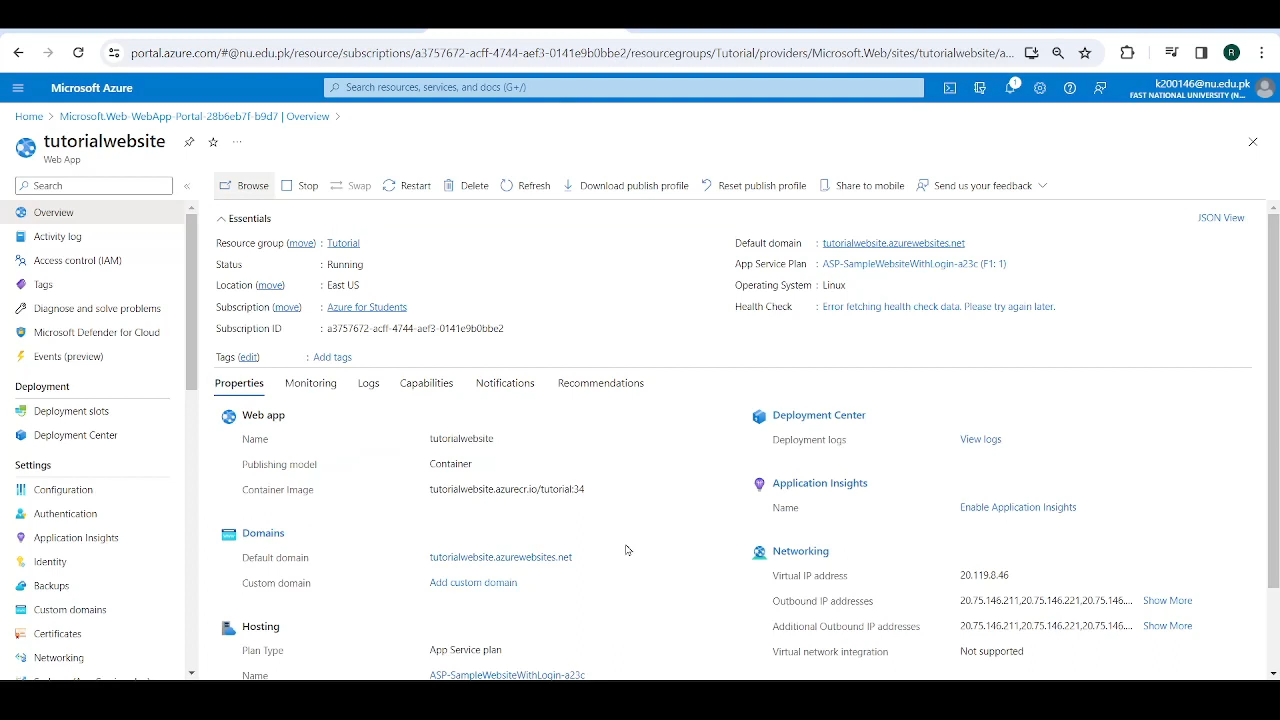 portal.azure.com/#@nu.edu.pk/resource/subscriptions/a3757672-acff-4744-aef3-0141e9b0bbe2/resourcegroups/Tutorial/providers/Microsoft.Web/sites/tutorialwebsite/a...
R
Microsoft Azure
Search resources, services, and docs (G+/)
1
k200146@nu.edu.pk
FAST NATIONAL UNIVERSITY (N...
Home > Microsoft.Web-WebApp-Portal-28b6eb7f-b9d7 | Overview >
tutorialwebsite
Web App
Search
«
Browse Stop Swap Restart Delete Refresh Download publish profile Reset publish profile Share to mobile Send us your feedback
Overview
Activity log
Access control (IAM)
Tags
Diagnose and solve problems
Microsoft Defender for Cloud
Events (preview)
Deployment
Deployment slots
Deployment Center
Settings
Configuration
Authentication
Application Insights
Identity
Backups
Custom domains
Certificates
Networking
Essentials
JSON View
Resource group (move) : Tutorial
Status : Running
Location (move) : East US
Subscription (move) : Azure for Students
Subscription ID : a3757672-acff-4744-aef3-0141e9b0bbe2
Default domain : tutorialwebsite.azurewebsites.net
App Service Plan : ASP-SampleWebsiteWithLogin-a23c (F1: 1)
Operating System : Linux
Health Check : Error fetching health check data. Please try again later.
Tags (edit) : Add tags
Properties Monitoring Logs Capabilities Notifications Recommendations
Web app
Name tutorialwebsite
Publishing model Container
Container Image tutorialwebsite.azurecr.io/tutorial:34
Domains
Default domain tutorialwebsite.azurewebsites.net
Custom domain Add custom domain
Hosting
Plan Type App Service plan
Name ASP-SampleWebsiteWithLogin-a23c
Deployment Center
Deployment logs View logs
Application Insights
Name Enable Application Insights
Networking
Virtual IP address 20.119.8.46
Outbound IP addresses 20.75.146.211,20.75.146.221,20.75.146.... Show More
Additional Outbound IP addresses 20.75.146.211,20.75.146.221,20.75.146.... Show More
Virtual network integration Not supported